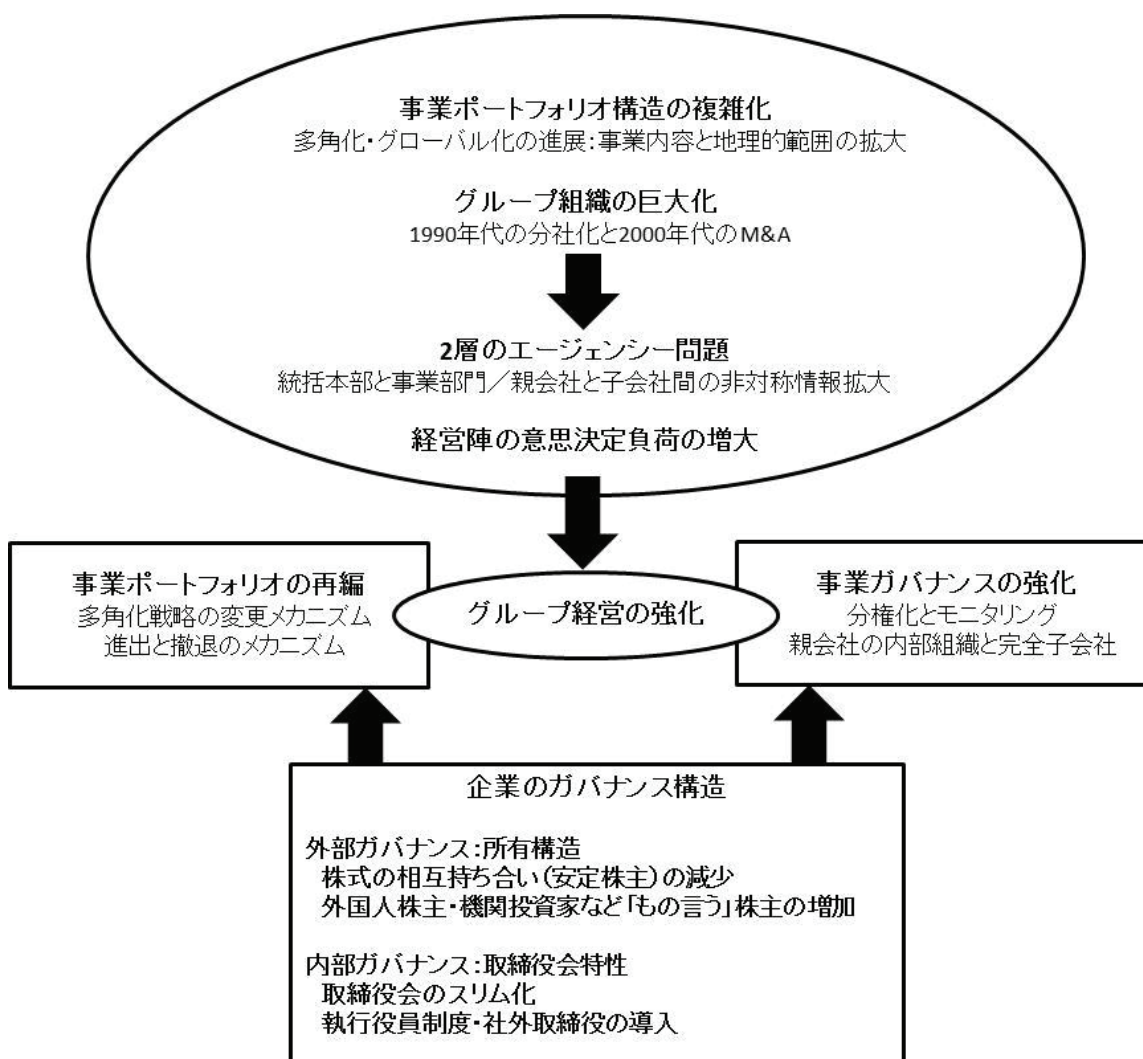 事業ポートフォリオ構造の複雑化
多角化・グローバル化の進展:事業内容と地理的範囲の拡大
グループ組織の巨大化
1990年代の分社化と2000年代のM&A
2層のエージェンシー問題
統括本部と事業部門／親会社と子会社間の非対称情報拡大
経営陣の意思決定負荷の増大
事業ポートフォリオの再編
多角化戦略の変更メカニズム
進出と撤退のメカニズム
グループ経営の強化
事業ガバナンスの強化
分権化とモニタリング
親会社の内部組織と完全子会社
企業のガバナンス構造
外部ガバナンス:所有構造
株式の相互持ち合い(安定株主)の減少
外国人株主・機関投資家など「もの言う」株主の増加
内部ガバナンス:取締役会特性
取締役会のスリム化
執行役員制度・社外取締役の導入